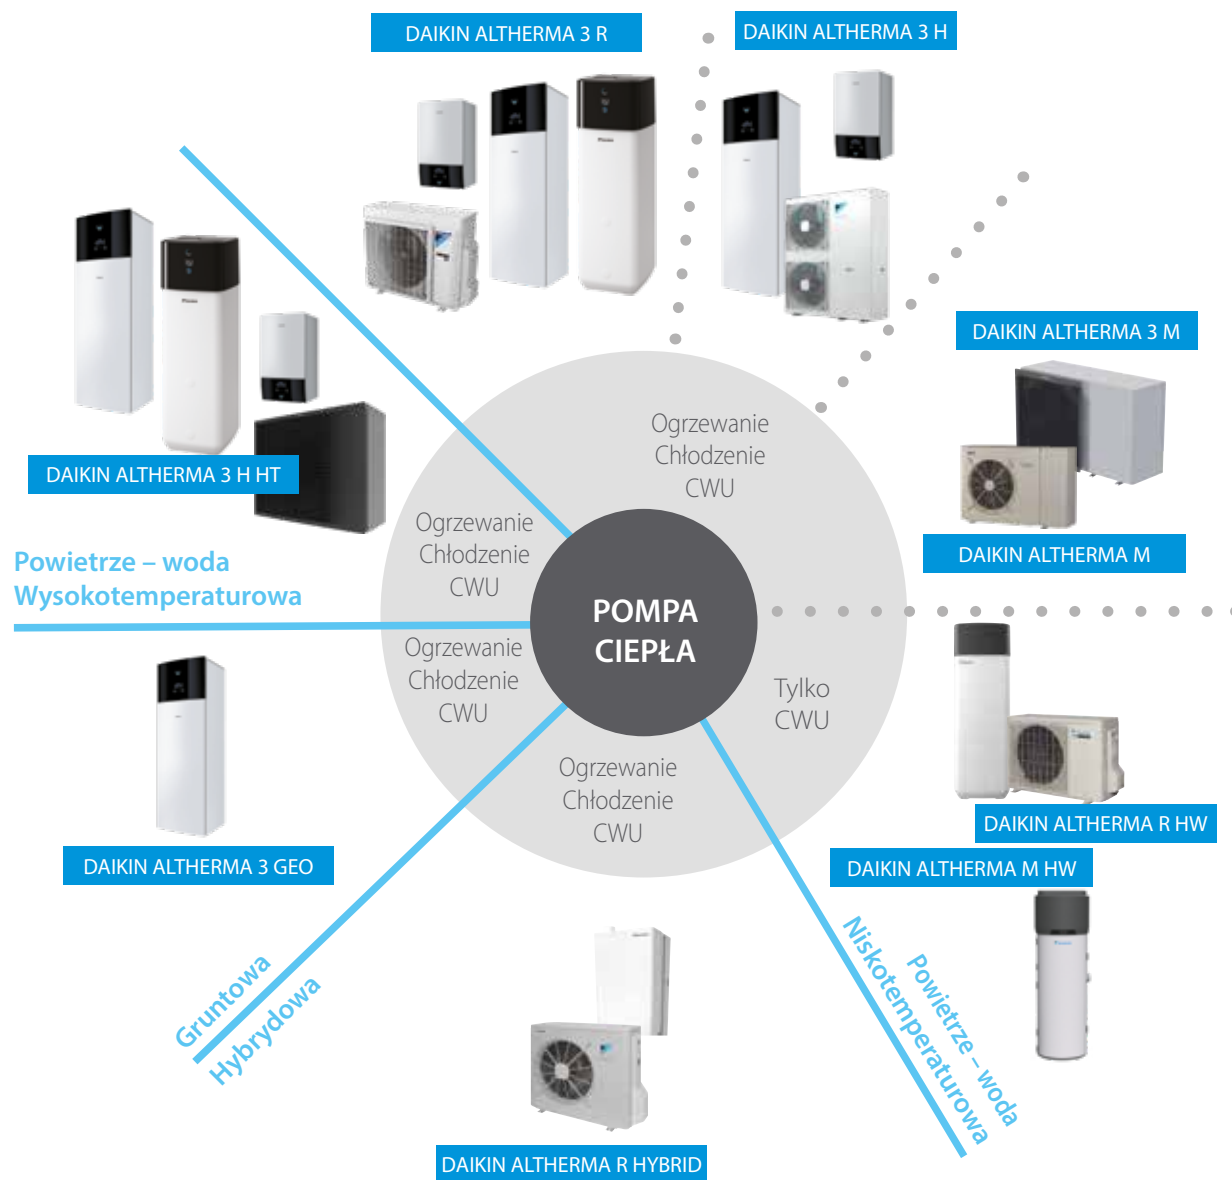 DAIKIN ALTHERMA 3 R
DAIKIN ALTHERMA 3 H
DAIKIN ALTHERMA 3 M
DAIKIN ALTHERMA M
DAIKIN ALTHERMA 3 H HT
Ogrzewanie
Chłodzenie
CWU
Ogrzewanie
Chłodzenie
CWU
Powietrze – woda
Wysokotemperaturowa
POMPA
CIEPŁA
Ogrzewanie
Chłodzenie
CWU
Tylko
CWU
Ogrzewanie
Chłodzenie
CWU
DAIKIN ALTHERMA R HW
DAIKIN ALTHERMA M HW
DAIKIN ALTHERMA 3 GEO
Gruntowa
Hybrydowa
Powietrze – woda
Niskotemperaturowa
DAIKIN ALTHERMA R HYBRID